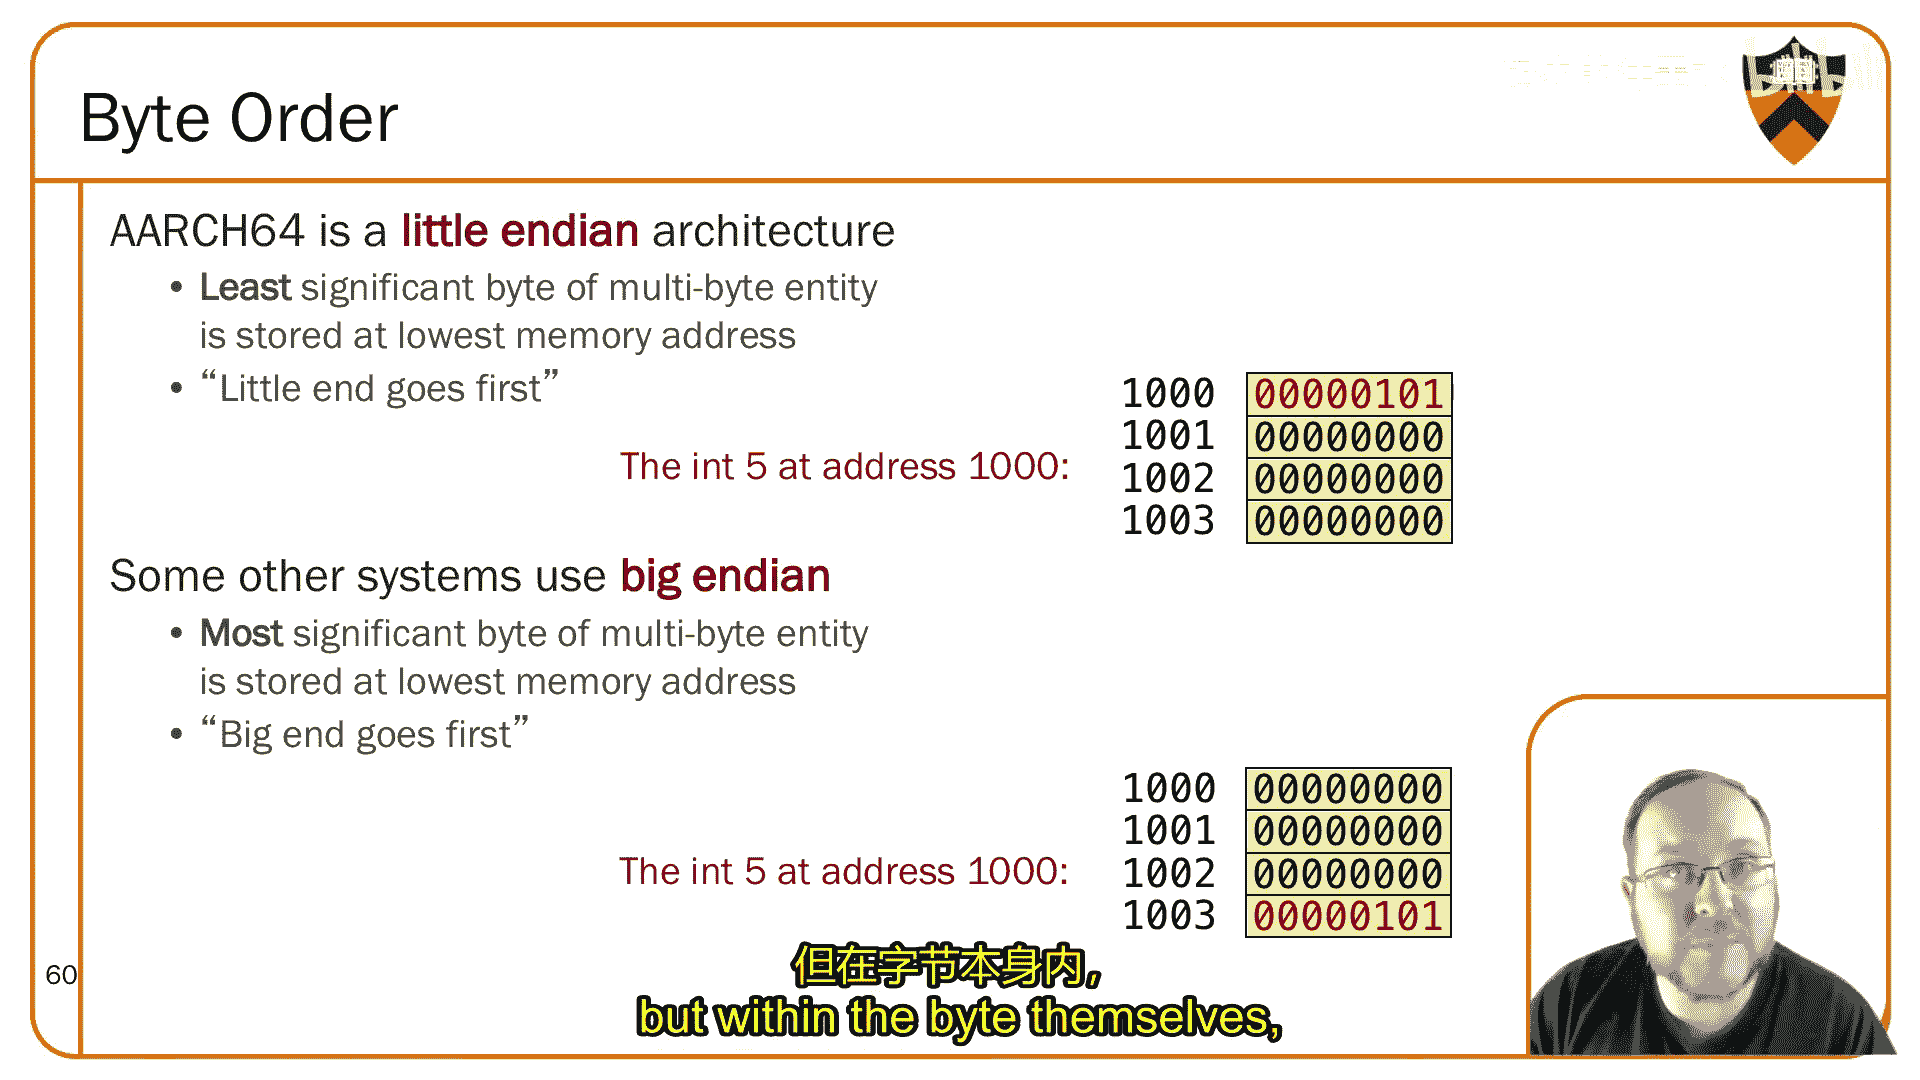 Byte Order
AARCH64 is a little endian architecture
• Least significant byte of multi-byte entity
is stored at lowest memory address
• “Little end goes first”
The int 5 at address 1000:
1000 00000101
1001 00000000
1002 00000000
1003 00000000
Some other systems use big endian
• Most significant byte of multi-byte entity
is stored at lowest memory address
• “Big end goes first”
The int 5 at address 1000:
1000 00000000
1001 00000000
1002 00000000
1003 00000101
60
但在字节本身内，
but within the byte themselves,